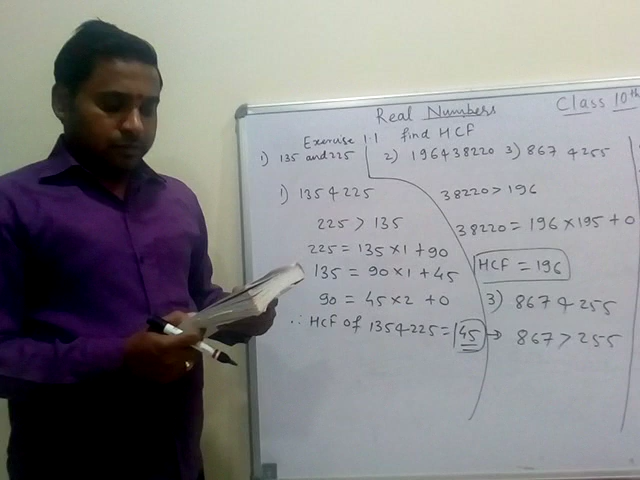 Real Numbers
Class 10th
Exercise 1.1 find HCF
1) 135 and 225
2) 196 & 38220 3) 867 & 255
1) 135 & 225
225 > 135
225 = 135 × 1 + 90
135 = 90 × 1 + 45
90 = 45 × 2 + 0
∴ HCF of 135 & 225 = 45 →
38220 > 196
38220 = 196 × 195 + 0
HCF = 196
3) 867 & 255
867 > 255